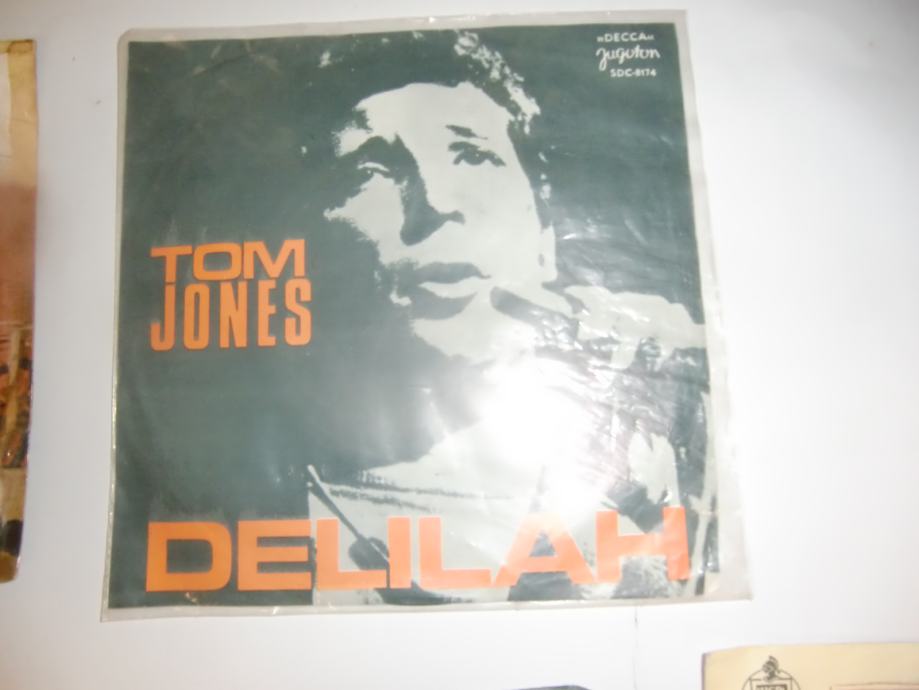 „DECCA“
Jugoton
SDC-8174
TOM
JONES
DELILAH